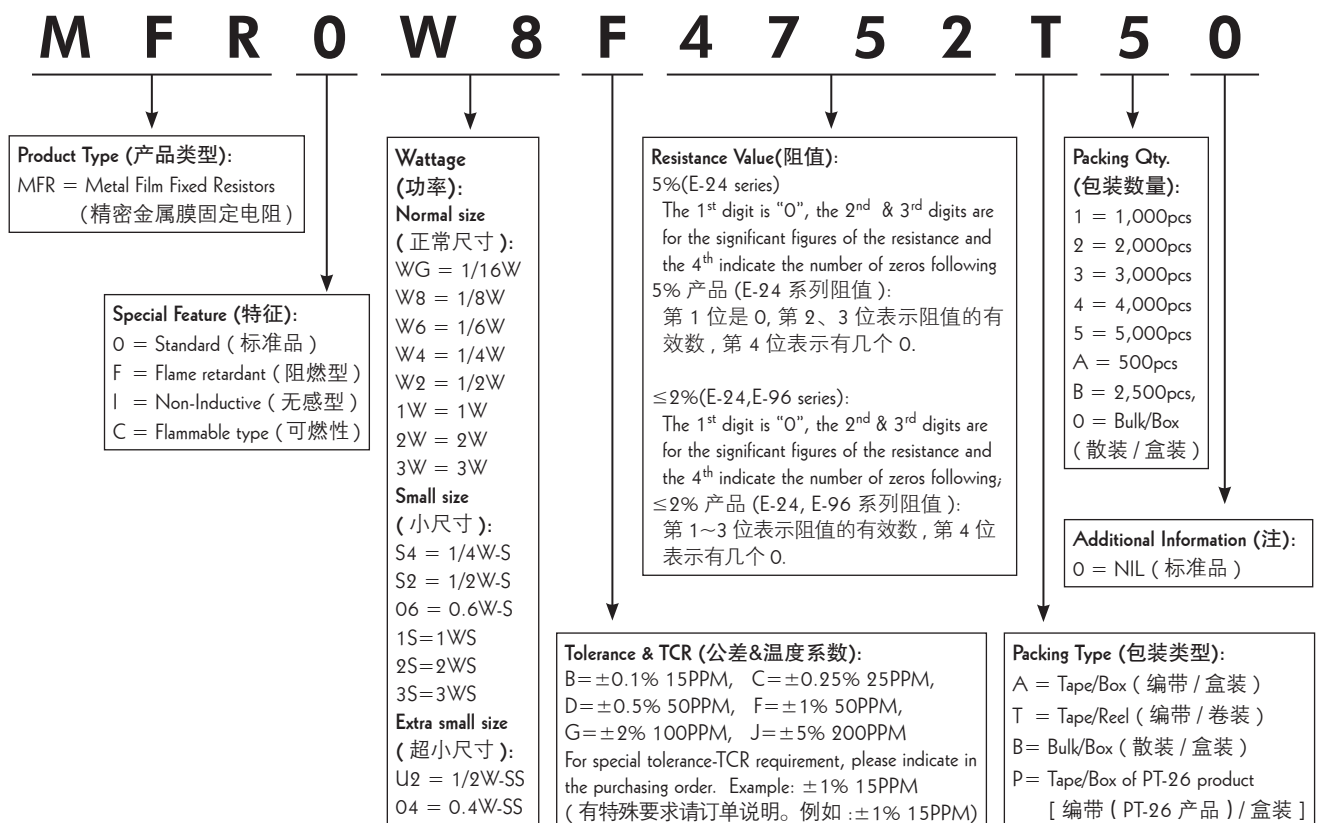 M F R 0 W 8 F 4 7 5 2 T 5 0
Product Type (产品类型):
MFR = Metal Film Fixed Resistors
(精密金属膜固定电阻)
Special Feature (特征):
0 = Standard ( 标准品 )
F = Flame retardant ( 阻燃型 )
I = Non-Inductive ( 无感型 )
C = Flammable type ( 可燃性 )
Wattage
(功率):
Normal size
( 正常尺寸 ):
WG = 1/16W
W8 = 1/8W
W6 = 1/6W
W4 = 1/4W
W2 = 1/2W
1W = 1W
2W = 2W
3W = 3W
Small size
( 小尺寸 ):
S4 = 1/4W-S
S2 = 1/2W-S
06 = 0.6W-S
1S=1WS
2S=2WS
3S=3WS
Extra small size
( 超小尺寸 ):
U2 = 1/2W-SS
04 = 0.4W-SS
Resistance Value(阻值):
5%(E-24 series)
The 1st digit is “0”, the 2nd & 3rd digits are
for the significant figures of the resistance and
the 4th indicate the number of zeros following
5% 产品 (E-24 系列阻值 ):
第 1 位是 0, 第 2、3 位表示阻值的有
效数 , 第 4 位表示有几个 0.
≤2%(E-24,E-96 series):
The 1st digit is “0”, the 2nd & 3rd digits are
for the significant figures of the resistance and
the 4th indicate the number of zeros following;
≤2% 产品 (E-24, E-96 系列阻值 ):
第 1~3 位表示阻值的有效数 , 第 4 位
表示有几个 0.
Tolerance & TCR (公差&温度系数):
B=±0.1% 15PPM, C=±0.25% 25PPM,
D=±0.5% 50PPM, F=±1% 50PPM,
G=±2% 100PPM, J=±5% 200PPM
For special tolerance-TCR requirement, please indicate in
the purchasing order. Example: ±1% 15PPM
( 有特殊要求请订单说明。例如 :±1% 15PPM)
Packing Qty.
(包装数量):
1 = 1,000pcs
2 = 2,000pcs
3 = 3,000pcs
4 = 4,000pcs
5 = 5,000pcs
A = 500pcs
B = 2,500pcs,
0 = Bulk/Box
( 散装 / 盒装 )
Additional Information (注):
0 = NIL ( 标准品 )
Packing Type (包装类型):
A = Tape/Box ( 编带 / 盒装 )
T = Tape/Reel ( 编带 / 卷装 )
B= Bulk/Box ( 散装 / 盒装 )
P= Tape/Box of PT-26 product
[ 编带 ( PT-26 产品 ) / 盒装 ]